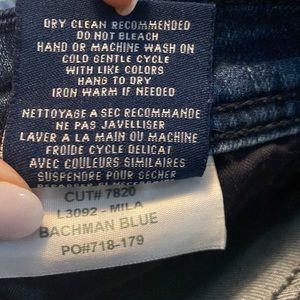 DRY CLEAN RECOMMENDED
DO NOT BLEACH
HAND OR MACHINE WASH ON
COLD GENTLE CYCLE
WITH LIKE COLORS
HANG TO DRY
IRON WARM IF NEEDED
NETTOYAGE A SEC RECOMMANDE
NE PAS JAVELLISER
LAVER A LA MAIN OU MACHINE
FROIDE CYCLE DELICAT
AVEC COULEURS SIMILAIRES
SUSPENDRE POUR SECHER
CUT# 7820
L3092 - MILA
BACHMAN BLUE
PO#718-179